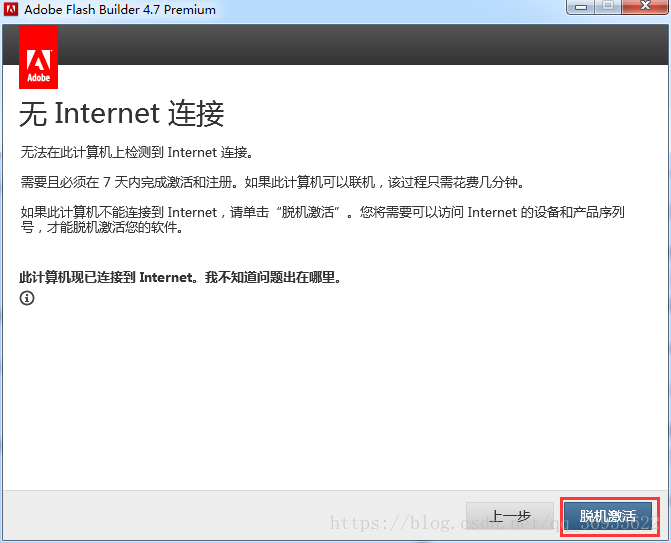 Adobe Flash Builder 4.7 Premium
Adobe
无 Internet 连接
无法在此计算机上检测到 Internet 连接。
需要且必须在 7 天内完成激活和注册。如果此计算机可以联机，该过程只需花费几分钟。
如果此计算机不能连接到 Internet，请单击“脱机激活”。您将需要可以访问 Internet 的设备和产品序列
号，才能脱机激活您的软件。
此计算机现已连接到 Internet。我不知道问题出在哪里。
上一步
脱机激活